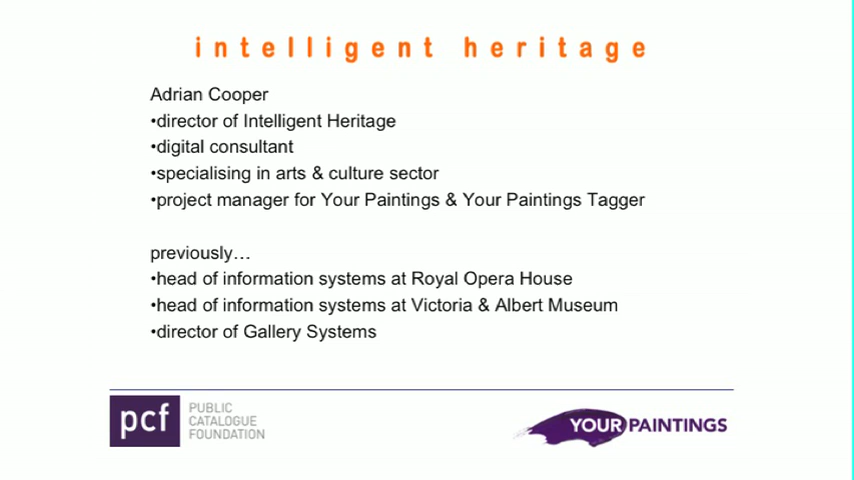 intelligent heritage
Adrian Cooper
•director of Intelligent Heritage
•digital consultant
•specialising in arts & culture sector
•project manager for Your Paintings & Your Paintings Tagger
previously…
•head of information systems at Royal Opera House
•head of information systems at Victoria & Albert Museum
•director of Gallery Systems
pcf
PUBLIC
CATALOGUE
FOUNDATION
YOUR PAINTINGS